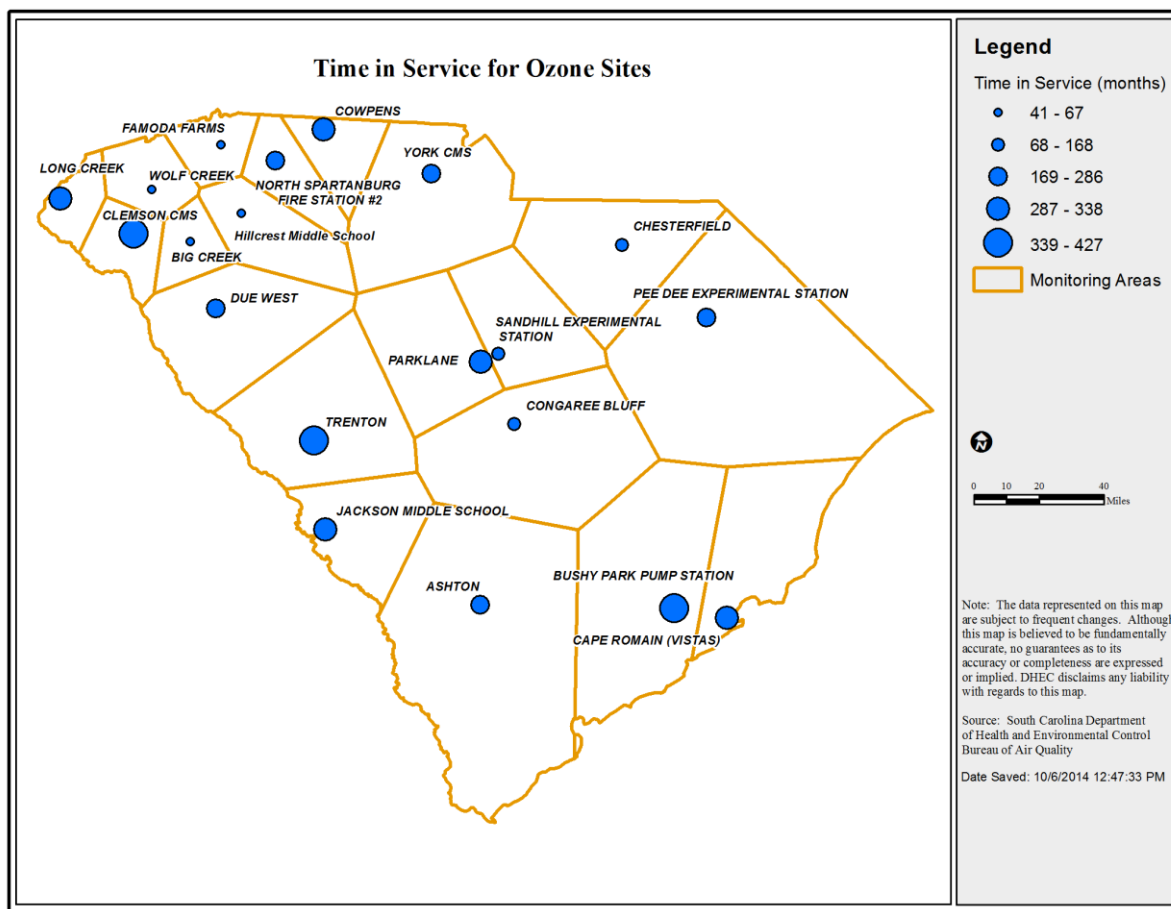 Time in Service for Ozone Sites
COWPENS
FAMODA FARMS
YORK CMS
LONG CREEK
WOLF CREEK
NORTH SPARTANBURG
FIRE STATION #2
CLEMSON CMS
Hillcrest Middle School
BIG CREEK
CHESTERFIELD
DUE WEST
PEE DEE EXPERIMENTAL STATION
SANDHILL EXPERIMENTAL
STATION
PARKLANE
CONGAREE BLUFF
TRENTON
JACKSON MIDDLE SCHOOL
ASHTON
BUSHY PARK PUMP STATION
CAPE ROMAIN (VISTAS)
Legend
Time in Service (months)
41 - 67
68 - 168
169 - 286
287 - 338
339 - 427
Monitoring Areas
N
0 10 20 40
Miles
Note: The data represented on this map
are subject to frequent changes. Although
this map is believed to be fundamentally
accurate, no guarantees as to its
accuracy or completeness are expressed
or implied. DHEC disclaims any liability
with regards to this map.
Source: South Carolina Department
of Health and Environmental Control
Bureau of Air Quality
Date Saved: 10/6/2014 12:47:33 PM